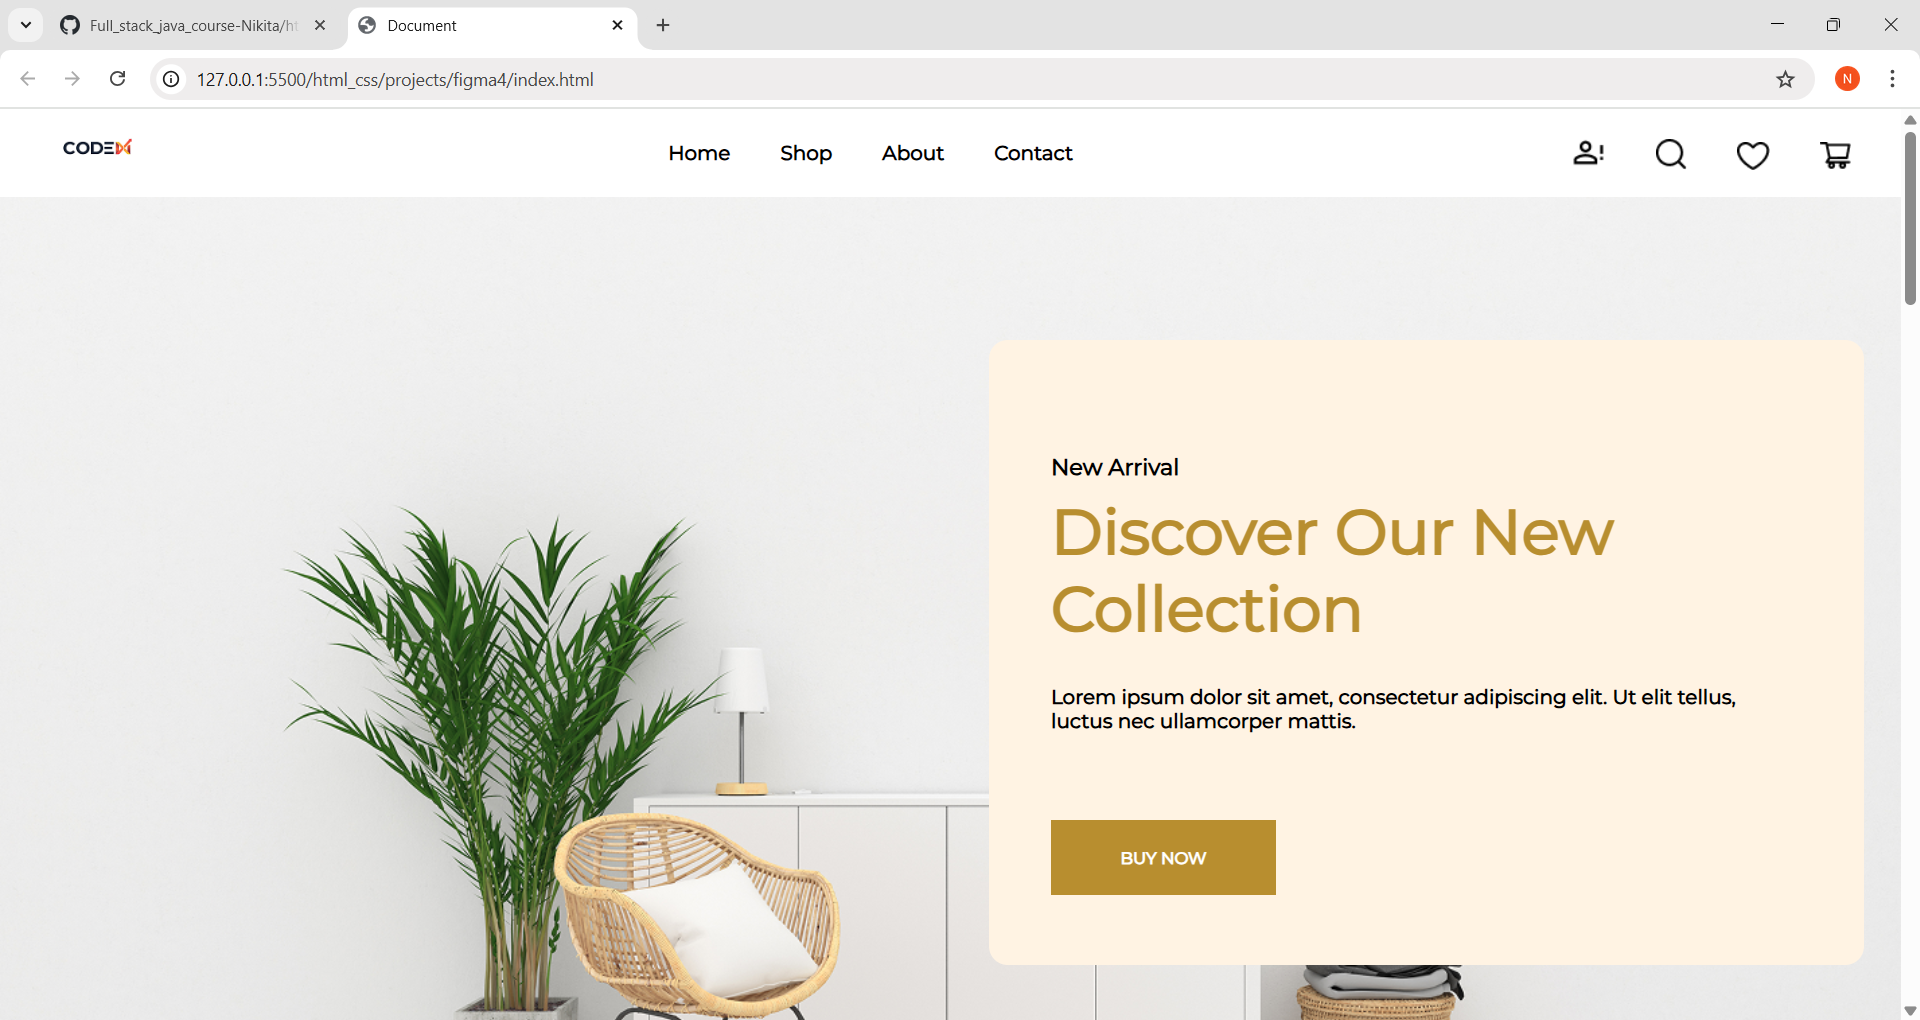 Full_stack_java_course-Nikita/ht
Document
127.0.0.1:5500/html_css/projects/figma4/index.html
N
CODE
Home
Shop
About
Contact
New Arrival
Discover Our New
Collection
Lorem ipsum dolor sit amet, consectetur adipiscing elit. Ut elit tellus,
luctus nec ullamcorper mattis.
BUY NOW